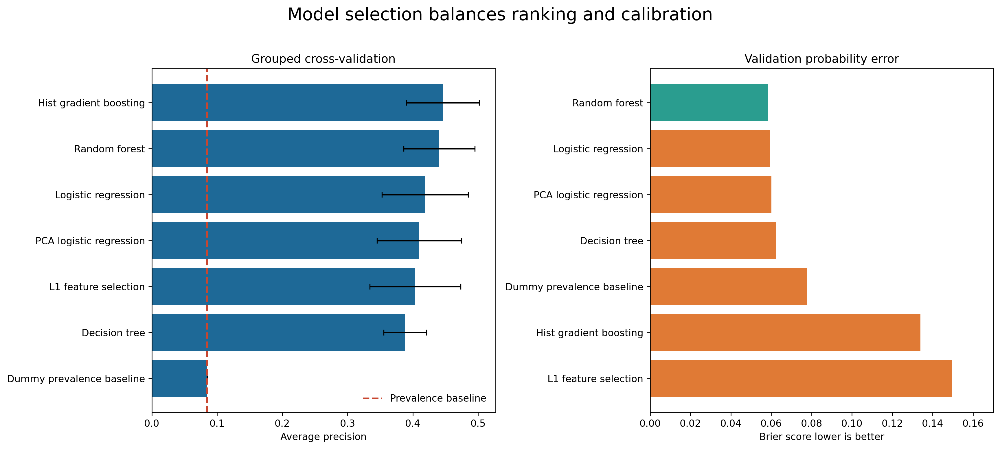 Model selection balances ranking and calibration
Grouped cross-validation
Hist gradient boosting
Random forest
Logistic regression
PCA logistic regression
L1 feature selection
Decision tree
Dummy prevalence baseline
Prevalence baseline
0.0 0.1 0.2 0.3 0.4 0.5
Average precision
Validation probability error
Random forest
Logistic regression
PCA logistic regression
Decision tree
Dummy prevalence baseline
Hist gradient boosting
L1 feature selection
0.00 0.02 0.04 0.06 0.08 0.10 0.12 0.14 0.16
Brier score lower is better